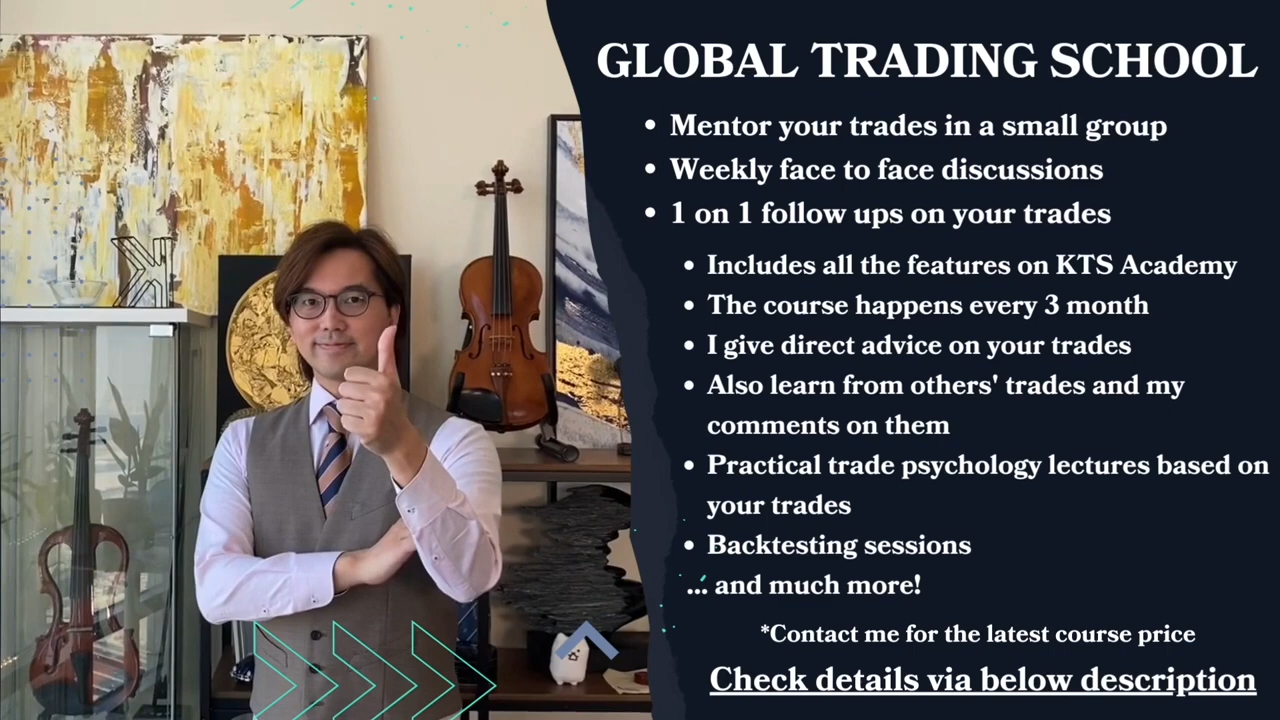 GLOBAL TRADING SCHOOL
• Mentor your trades in a small group
• Weekly face to face discussions
• 1 on 1 follow ups on your trades
• Includes all the features on KTS Academy
• The course happens every 3 month
• I give direct advice on your trades
• Also learn from others' trades and my
comments on them
• Practical trade psychology lectures based on
your trades
• Backtesting sessions
... and much more!
*Contact me for the latest course price
Check details via below description